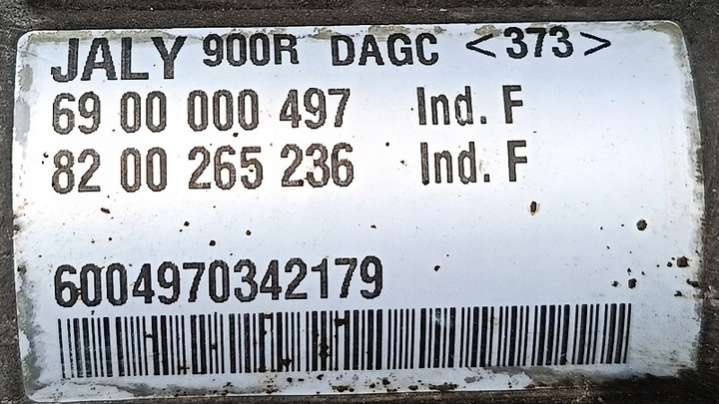 JALY 900R DAGC <373>
69 00 000 497 Ind. F
82 00 265 236 Ind. F
6004970342179